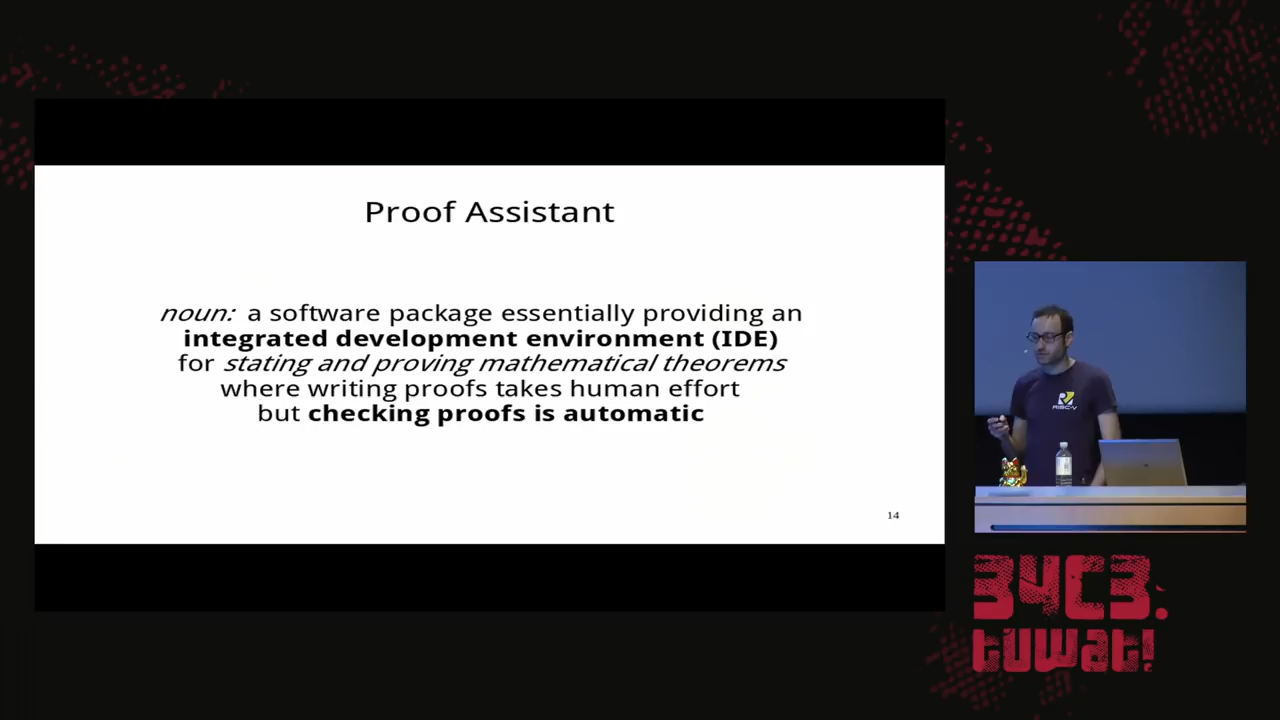 Proof Assistant
noun: a software package essentially providing an
integrated development environment (IDE)
for stating and proving mathematical theorems
where writing proofs takes human effort
but checking proofs is automatic
14
RISC-V
34C3.
tuwat!